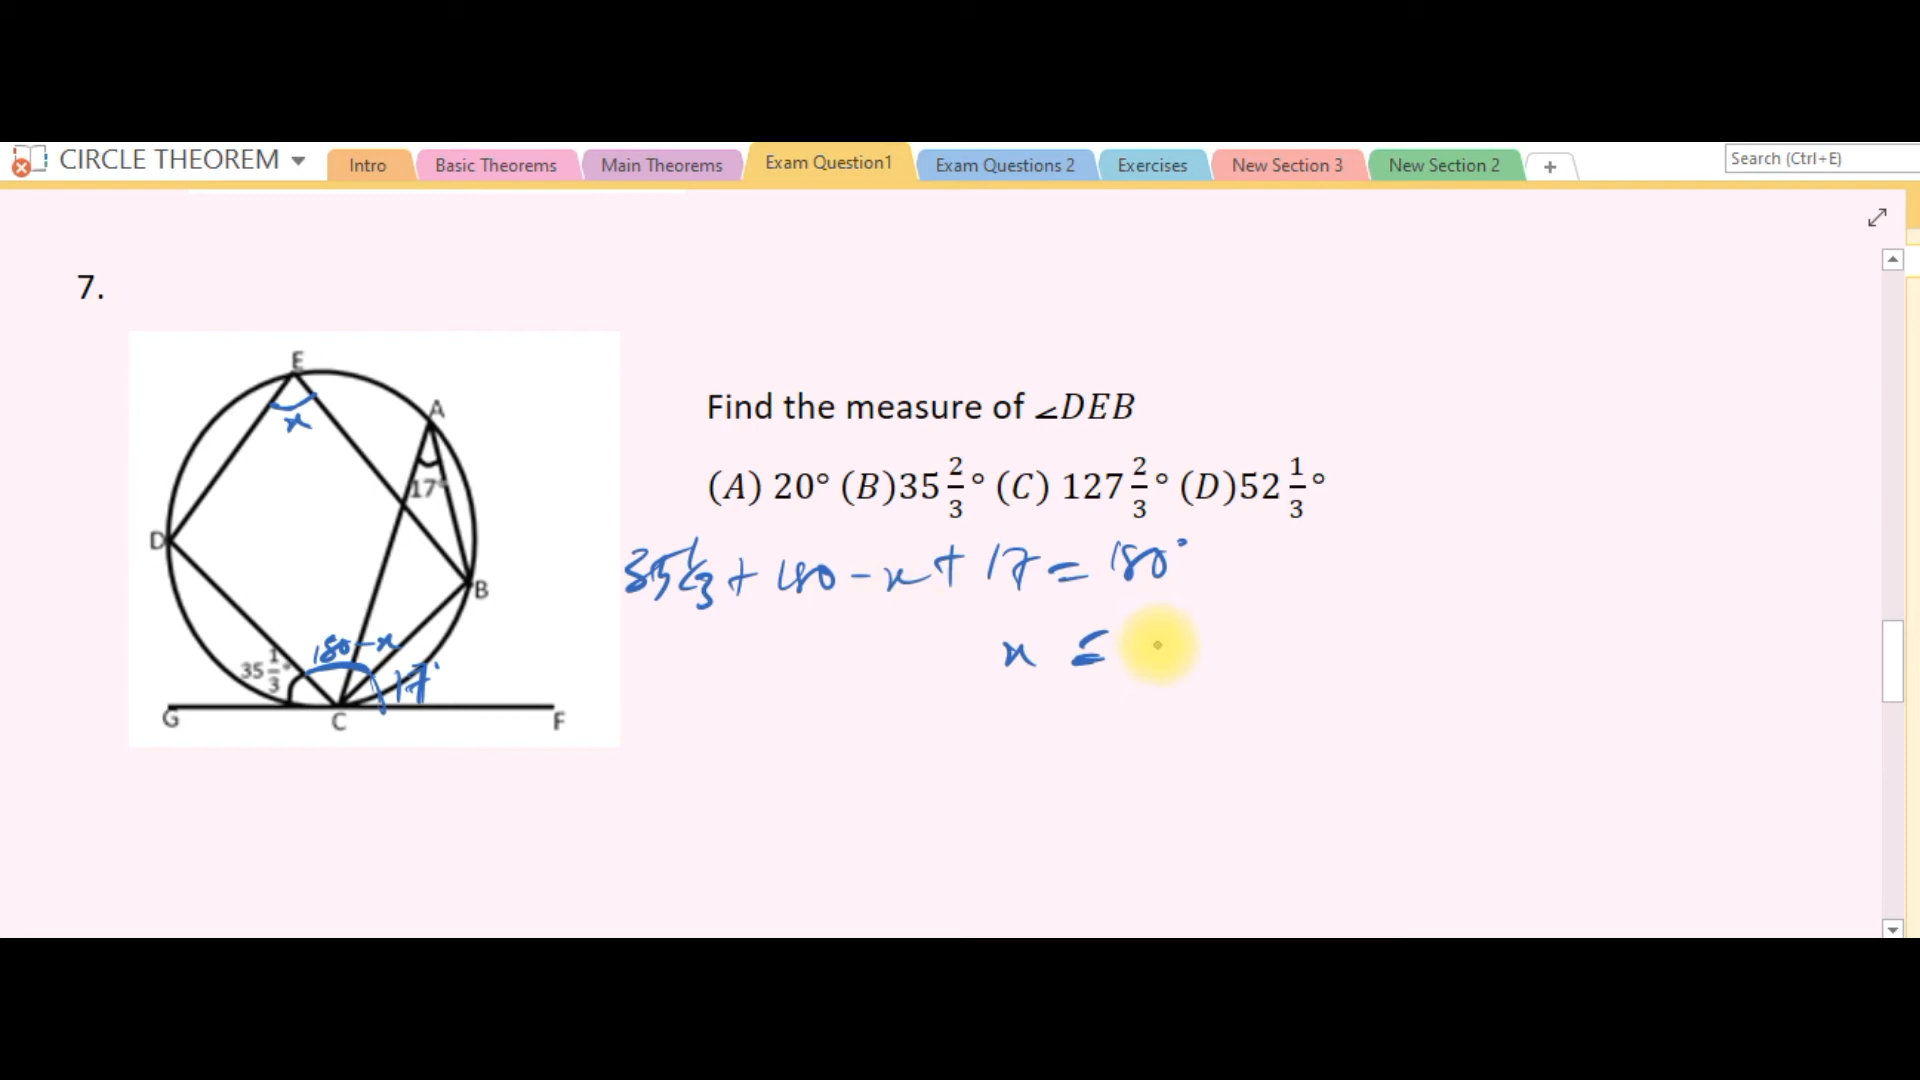 CIRCLE THEOREM
Intro
Basic Theorems
Main Theorems
Exam Question1
Exam Questions 2
Exercises
New Section 3
New Section 2
+
Search (Ctrl+E)
7.
E
x
A
17°
D
B
180-x
35 1/3°
17°
G
C
F
Find the measure of ∠DEB
(A) 20° (B)35 2/3° (C) 127 2/3° (D)52 1/3°
35 1/3 + 180 - x + 17 = 180°
x =